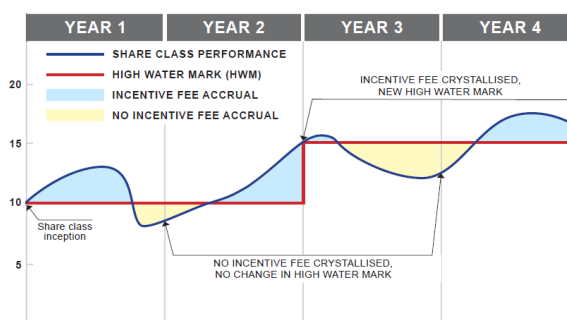 YEAR 1 YEAR 2 YEAR 3 YEAR 4
SHARE CLASS PERFORMANCE
HIGH WATER MARK (HWM)
INCENTIVE FEE ACCRUAL
NO INCENTIVE FEE ACCRUAL
INCENTIVE FEE CRYSTALLISED,
NEW HIGH WATER MARK
20
15
10
5
Share class
inception
NO INCENTIVE FEE CRYSTALLISED,
NO CHANGE IN HIGH WATER MARK